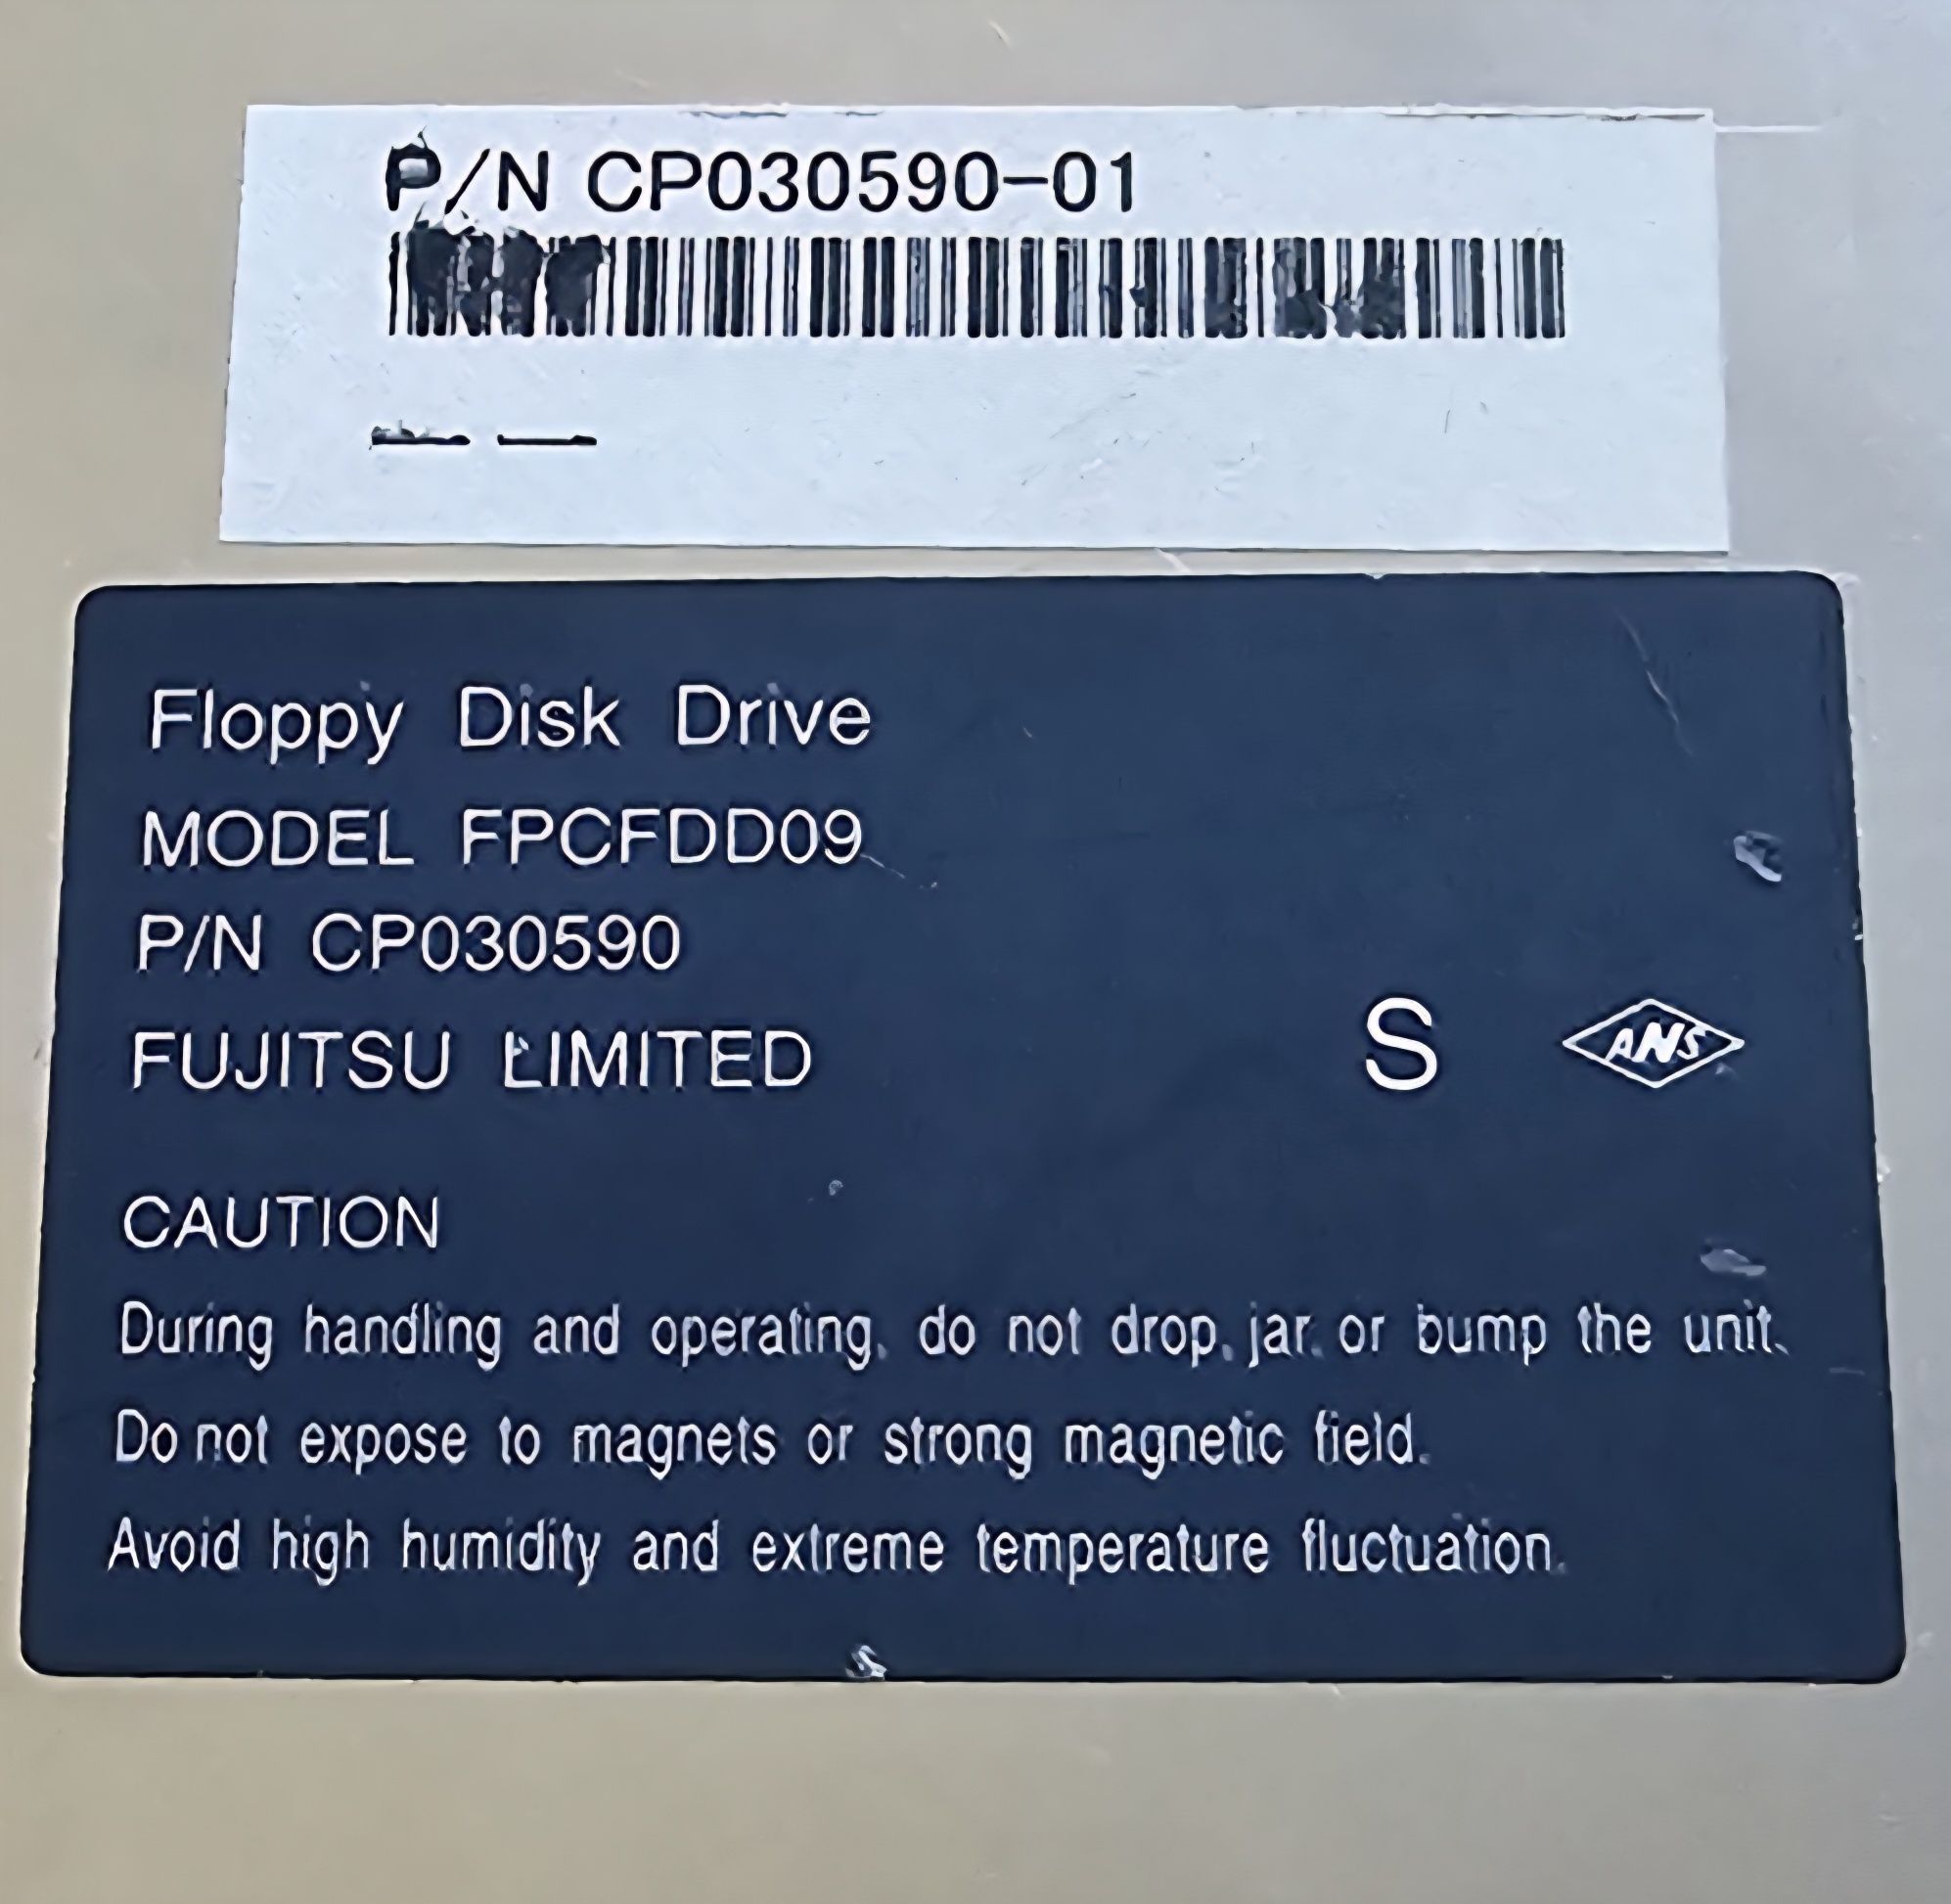 P/N CP030590-01
— —
Floppy Disk Drive
MODEL FPCFDD09
P/N CP030590
FUJITSU LIMITED
S ANS
CAUTION
During handling and operating, do not drop, jar, or bump the unit.
Do not expose to magnets or strong magnetic field.
Avoid high humidity and extreme temperature fluctuation.